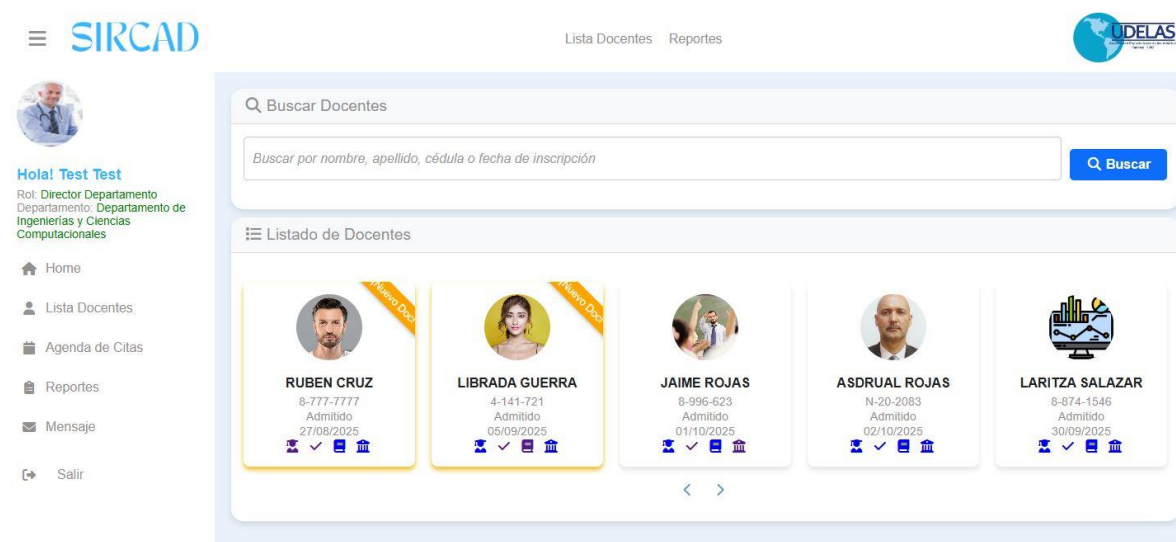 SIRCAD
Lista Docentes Reportes
UDELAS
Hola! Test Test
Rol: Director Departamento
Departamento: Departamento de
Ingenierías y Ciencias
Computacionales
Home
Lista Docentes
Agenda de Citas
Reportes
Mensaje
Salir
Buscar Docentes
Buscar por nombre, apellido, cédula o fecha de inscripción
Buscar
Listado de Docentes
¡Nuevo Doc!
RUBEN CRUZ
8-777-7777
Admitido
27/08/2025
¡Nuevo Doc!
LIBRADA GUERRA
4-141-721
Admitido
05/09/2025
JAIME ROJAS
8-996-623
Admitido
01/10/2025
ASDRUAL ROJAS
N-20-2083
Admitido
02/10/2025
LARITZA SALAZAR
8-874-1546
Admitido
30/09/2025